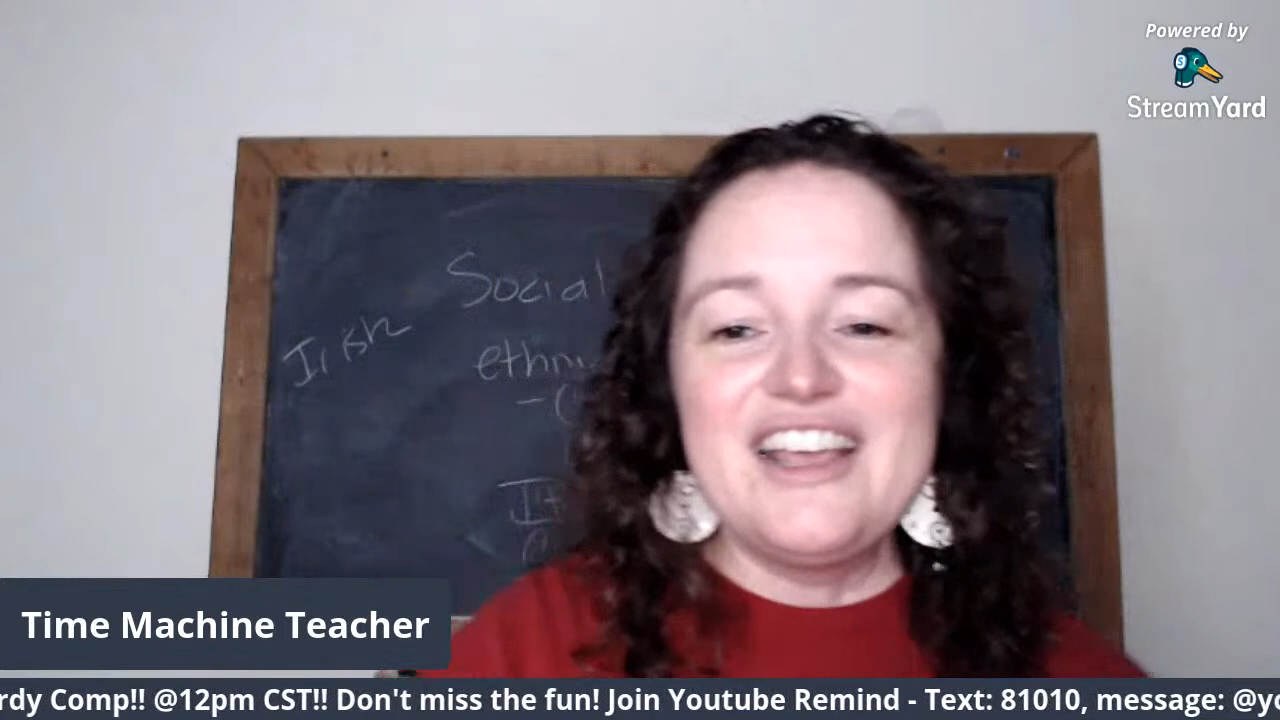 Powered by
StreamYard
Social
Irish
Time Machine Teacher
rdy Comp!! @12pm CST!! Don't miss the fun! Join Youtube Remind - Text: 81010, message: @yo